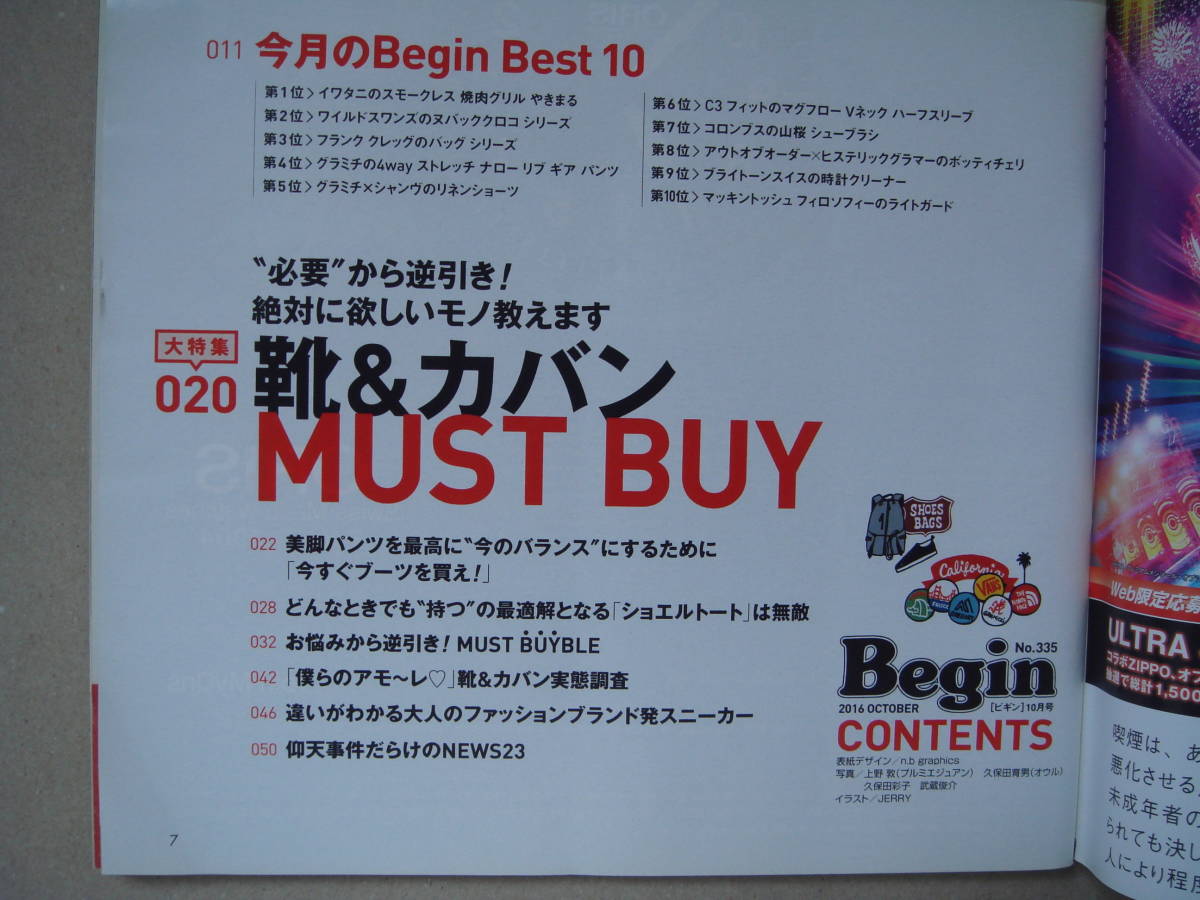 011 今月のBegin Best 10
第1位＞イワタニのスモークレス 焼肉グリル やきまる
第2位＞ワイルドスワンズのヌバッククロコ シリーズ
第3位＞フランク クレッグのバッグ シリーズ
第4位＞グラミチの4way ストレッチ ナロー リブ ギア パンツ
第5位＞グラミチ×シャンヴのリネンショーツ
第6位＞C3 フィットのマグフロー Vネック ハーフスリーブ
第7位＞コロンブスの山桜 シューブラシ
第8位＞アウトオブオーダー×ヒステリックグラマーのボッティチェリ
第9位＞ブライトーンスイスの時計クリーナー
第10位＞マッキントッシュ フィロソフィーのライトガード
“必要”から逆引き！
絶対に欲しいモノ教えます
大特集
020 靴&カバン
MUST BUY
022 美脚パンツを最高に“今のバランス”にするために
「今すぐブーツを買え！」
028 どんなときでも“持つ”の最適解となる「ショエルトート」は無敵
032 お悩みから逆引き！ MUST BUYBLE
042 「僕らのアモ〜レ♡」靴&カバン実態調査
046 違いがわかる大人のファッションブランド発スニーカー
050 仰天事件だらけのNEWS23
SHOES
BAGS
California
VANS
No.335
Begin
2016 OCTOBER [ビギン]10月号
CONTENTS
表紙デザイン／n.b graphics
写真／上野 敦(プルミエジュアン) 久保田育男(オウル)
久保田彩子 武蔵俊介
イラスト／JERRY
7
Web限定応募
ULTRA
コラボZIPPO、オフ
抽選で総計1,500
喫煙は、あ
悪化させる
未成年者の
られても決し
人により程度